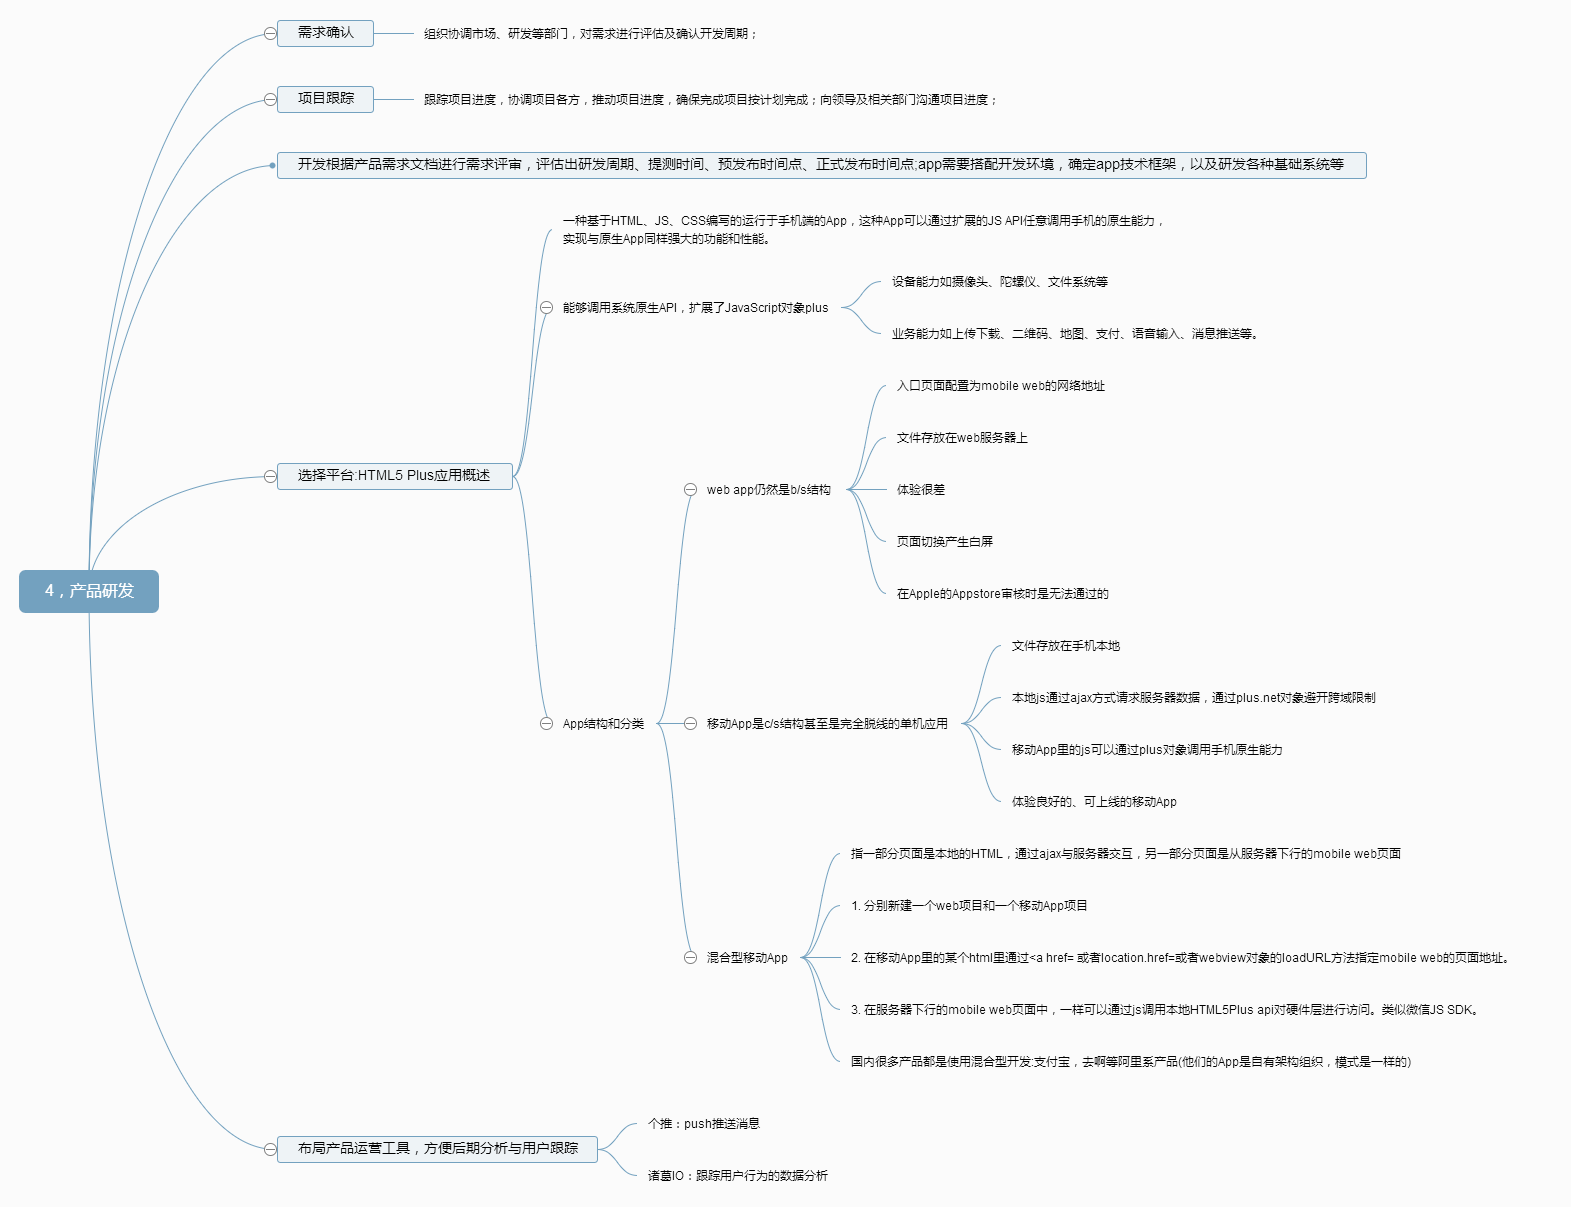 需求确认
组织协调市场、研发等部门，对需求进行评估及确认开发周期；
项目跟踪
跟踪项目进度，协调项目各方，推动项目进度，确保完成项目按计划完成；向领导及相关部门沟通项目进度；
开发根据产品需求文档进行需求评审，评估出研发周期、提测时间、预发布时间点、正式发布时间点;app需要搭配开发环境，确定app技术框架，以及研发各种基础系统等
一种基于HTML、JS、CSS编写的运行于手机端的App，这种App可以通过扩展的JS API任意调用手机的原生能力，
实现与原生App同样强大的功能和性能。
设备能力如摄像头、陀螺仪、文件系统等
能够调用系统原生API，扩展了JavaScript对象plus
业务能力如上传下载、二维码、地图、支付、语音输入、消息推送等。
入口页面配置为mobile web的网络地址
文件存放在web服务器上
选择平台:HTML5 Plus应用概述
web app仍然是b/s结构
体验很差
页面切换产生白屏
4，产品研发
在Apple的Appstore审核时是无法通过的
文件存放在手机本地
本地js通过ajax方式请求服务器数据，通过plus.net对象避开跨域限制
App结构和分类
移动App是c/s结构甚至是完全脱线的单机应用
移动App里的js可以通过plus对象调用手机原生能力
体验良好的、可上线的移动App
指一部分页面是本地的HTML，通过ajax与服务器交互，另一部分页面是从服务器下行的mobile web页面
1. 分别新建一个web项目和一个移动App项目
混合型移动App
2. 在移动App里的某个html里通过<a href= 或者location.href=或者webview对象的loadURL方法指定mobile web的页面地址。
3. 在服务器下行的mobile web页面中，一样可以通过js调用本地HTML5Plus api对硬件层进行访问。类似微信JS SDK。
国内很多产品都是使用混合型开发:支付宝，去啊等阿里系产品(他们的App是自有架构组织，模式是一样的)
个推：push推送消息
布局产品运营工具，方便后期分析与用户跟踪
诸葛IO：跟踪用户行为的数据分析